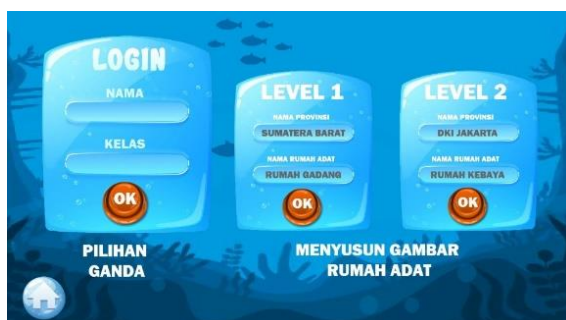 LOGIN
NAMA
KELAS
OK
PILIHAN
GANDA
LEVEL 1
NAMA PROVINSI
SUMATERA BARAT
NAMA RUMAH ADAT
RUMAH GADANG
OK
LEVEL 2
NAMA PROVINSI
DKI JAKARTA
NAMA RUMAH ADAT
RUMAH KEBAYA
OK
MENYUSUN GAMBAR
RUMAH ADAT